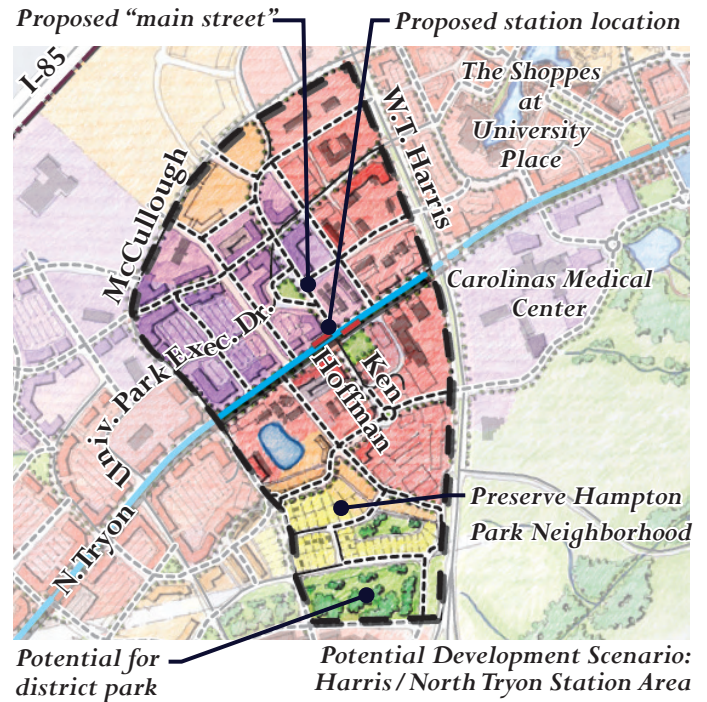 Proposed “main street”
Proposed station location
I-85
The Shoppes
at
University
Place
W.T. Harris
McCullough
Carolinas Medical
Center
Univ. Park Exec. Dr.
Ken
Hoffman
N. Tryon
Preserve Hampton
Park Neighborhood
Potential for
district park
Potential Development Scenario:
Harris / North Tryon Station Area